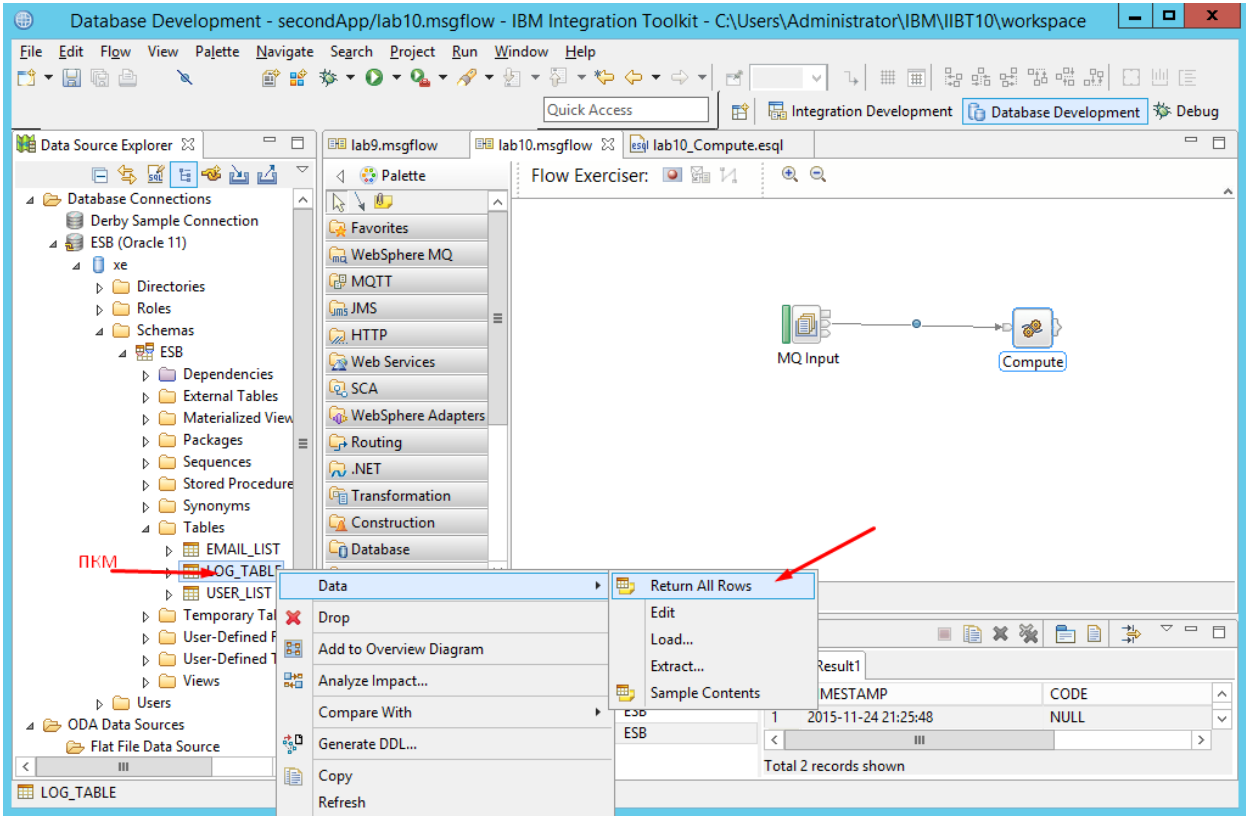 Database Development - secondApp/lab10.msgflow - IBM Integration Toolkit - C:\Users\Administrator\IBM\IIBT10\workspace
File Edit Flow View Palette Navigate Search Project Run Window Help
Quick Access
Integration Development
Database Development
Debug
Data Source Explorer
lab9.msgflow
lab10.msgflow
lab10_Compute.esql
Palette
Flow Exerciser:
Database Connections
Derby Sample Connection
ESB (Oracle 11)
xe
Directories
Roles
Schemas
ESB
Dependencies
External Tables
Materialized View
Packages
Sequences
Stored Procedure
Synonyms
Tables
EMAIL_LIST
ПКМ
LOG_TABLE
USER_LIST
Temporary Tal
User-Defined F
User-Defined T
Views
Users
ODA Data Sources
Flat File Data Source
LOG_TABLE
Favorites
WebSphere MQ
MQTT
JMS
HTTP
Web Services
SCA
WebSphere Adapters
Routing
.NET
Transformation
Construction
Database
MQ Input
Compute
Data
Drop
Add to Overview Diagram
Analyze Impact...
Compare With
Generate DDL...
Copy
Refresh
Return All Rows
Edit
Load...
Extract...
Sample Contents
Result1
MESTAMP CODE
1 2015-11-24 21:25:48 NULL
ESB
ESB
Total 2 records shown